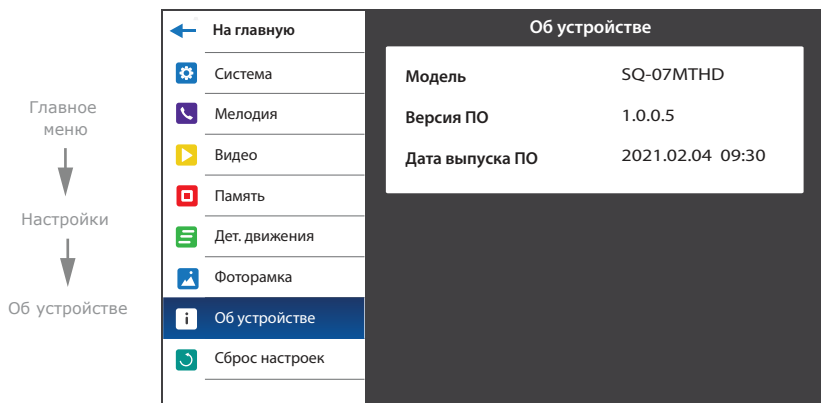 Главное
меню
Настройки
Об устройстве
На главную
Система
Мелодия
Видео
Память
Дет. движения
Фоторамка
Об устройстве
Сброс настроек
Об устройстве
Модель SQ-07MTHD
Версия ПО 1.0.0.5
Дата выпуска ПО 2021.02.04 09:30